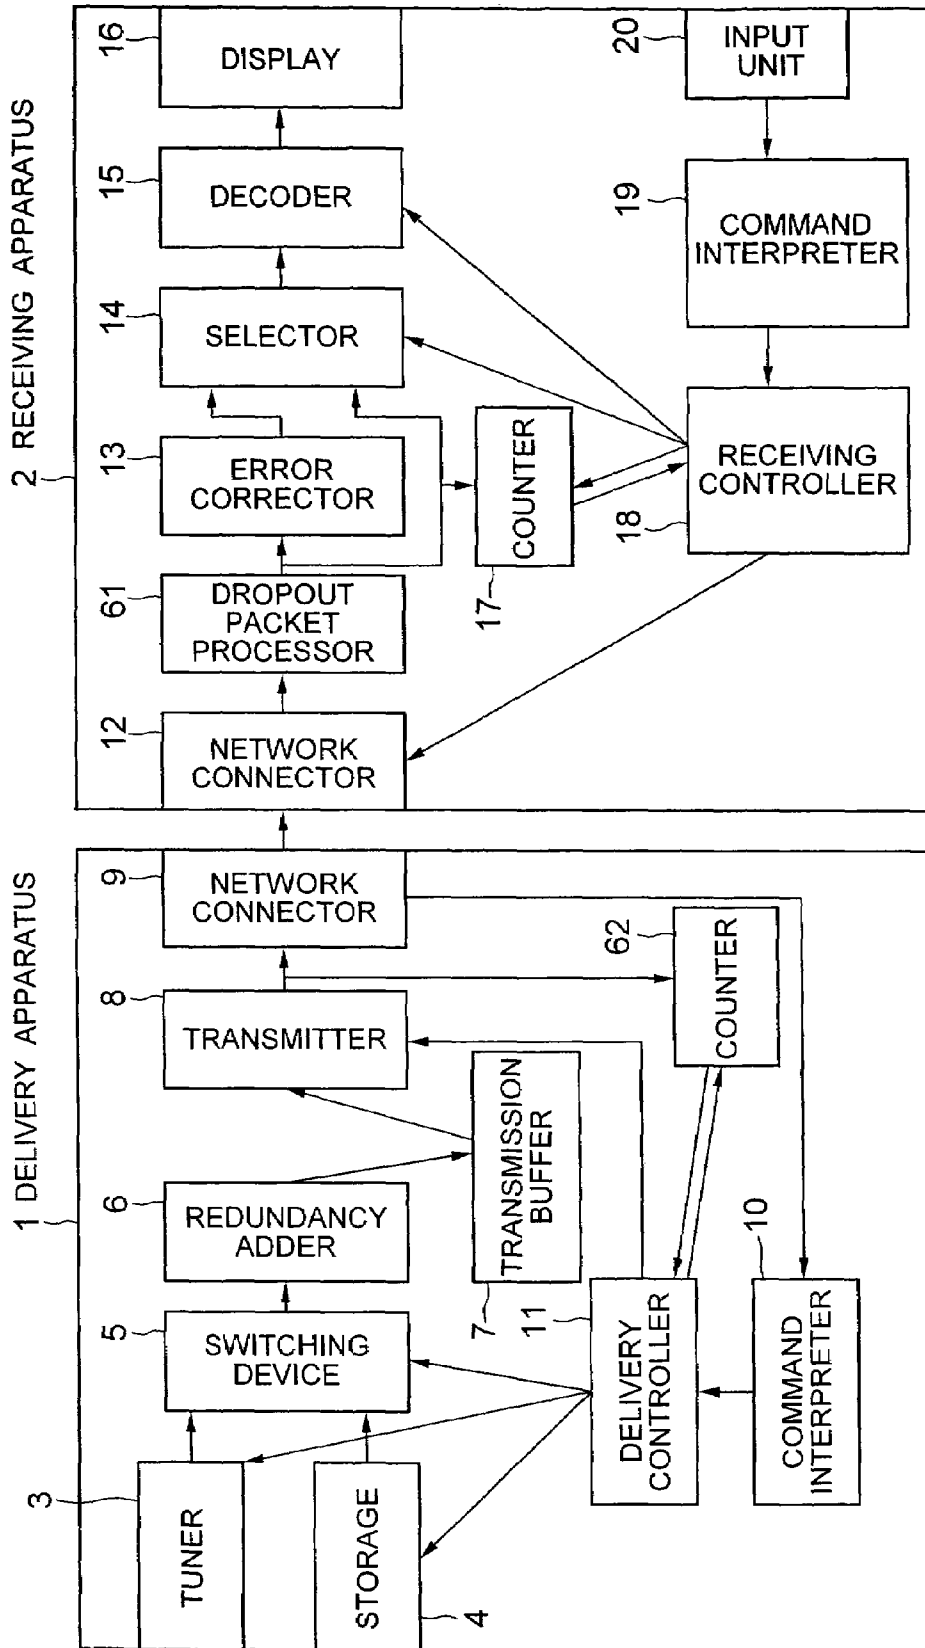 2 RECEIVING APPARATUS
16
DISPLAY
20
INPUT
UNIT
15
DECODER
19
COMMAND
INTERPRETER
14
SELECTOR
13
ERROR
CORRECTOR
COUNTER
17
RECEIVING
CONTROLLER
18
61
DROPOUT
PACKET
PROCESSOR
12
NETWORK
CONNECTOR
1 DELIVERY APPARATUS
9
NETWORK
CONNECTOR
62
COUNTER
8
TRANSMITTER
TRANSMISSION
BUFFER
7
6
REDUNDANCY
ADDER
5
SWITCHING
DEVICE
11
DELIVERY
CONTROLLER
10
COMMAND
INTERPRETER
3
TUNER
STORAGE
4